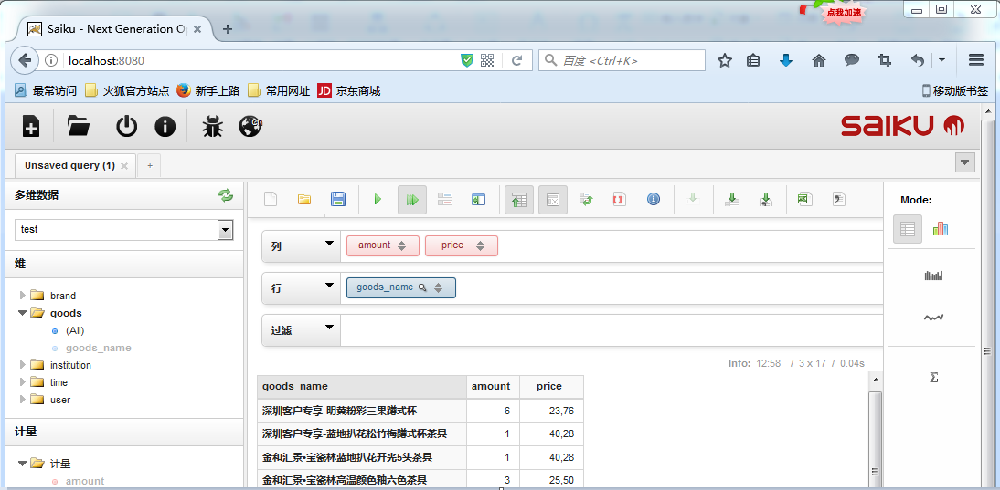 点我加速
Saiku - Next Generation O
localhost:8080
百度 <Ctrl+K>
最常访问 火狐官方站点 新手上路 常用网址 JD 京东商城 移动版书签
saiku
Unsaved query (1)
多维数据
Mode:
test
列 amount price
维
行 goods_name
brand
goods
(All)
goods_name
institution
time
user
过滤
Info: 12:58 / 3 x 17 / 0.04s
goods_name amount price
深圳客户专享-明黄粉彩三果蹲式杯 6 23,76
深圳客户专享-蓝地扒花松竹梅蹲式杯茶具 1 40,28
金和汇景•宝瓷林蓝地扒花开光5头茶具 1 40,28
金和汇景•宝瓷林高温颜色釉六色茶具 3 25,50
计量
计量
amount